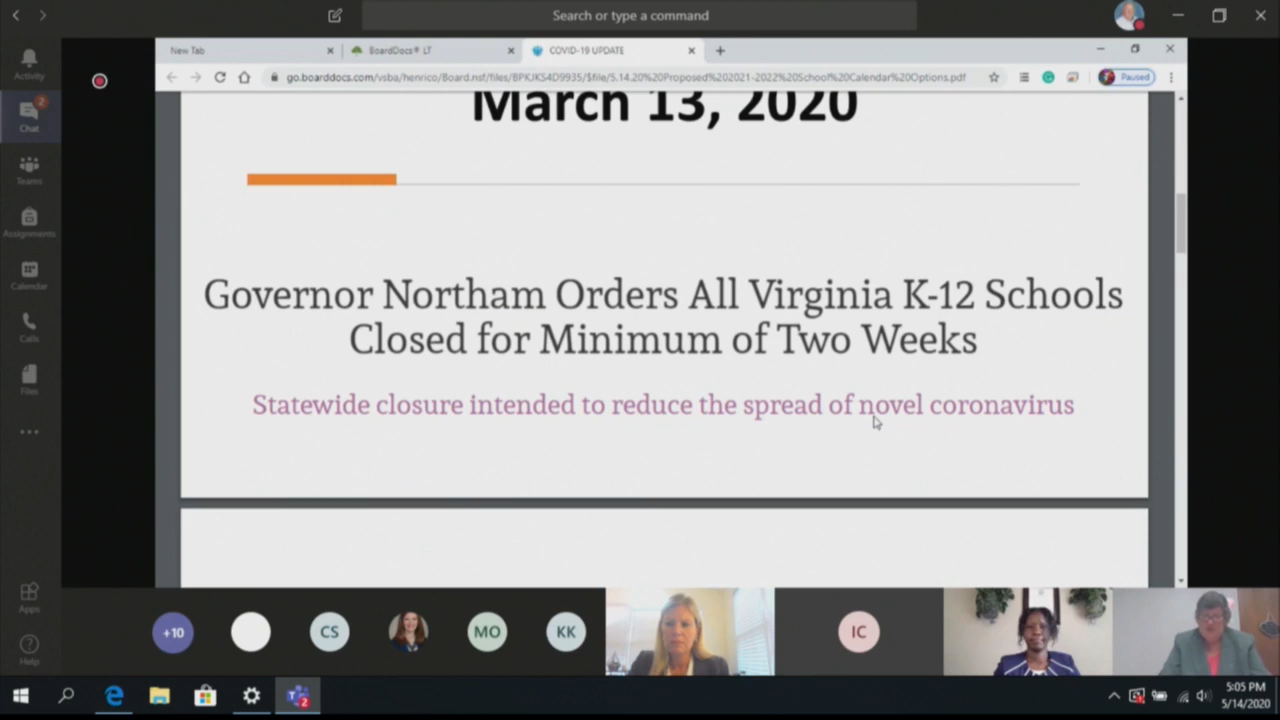 Search or type a command
Activity
2
Chat
Teams
Assignments
Calendar
Calls
Files
Apps
Help
New Tab
BoardDocs® LT
COVID-19 UPDATE
go.boarddocs.com/vsba/henrico/Board.nsf/files/BPKJKS4D9935/$file/5.14.20%20Proposed%202021-2022%20School%20Calendar%20Options.pdf
Paused
March 13, 2020
Governor Northam Orders All Virginia K-12 Schools
Closed for Minimum of Two Weeks
Statewide closure intended to reduce the spread of novel coronavirus
+10
CS
MO
KK
IC
2
5:05 PM
5/14/2020